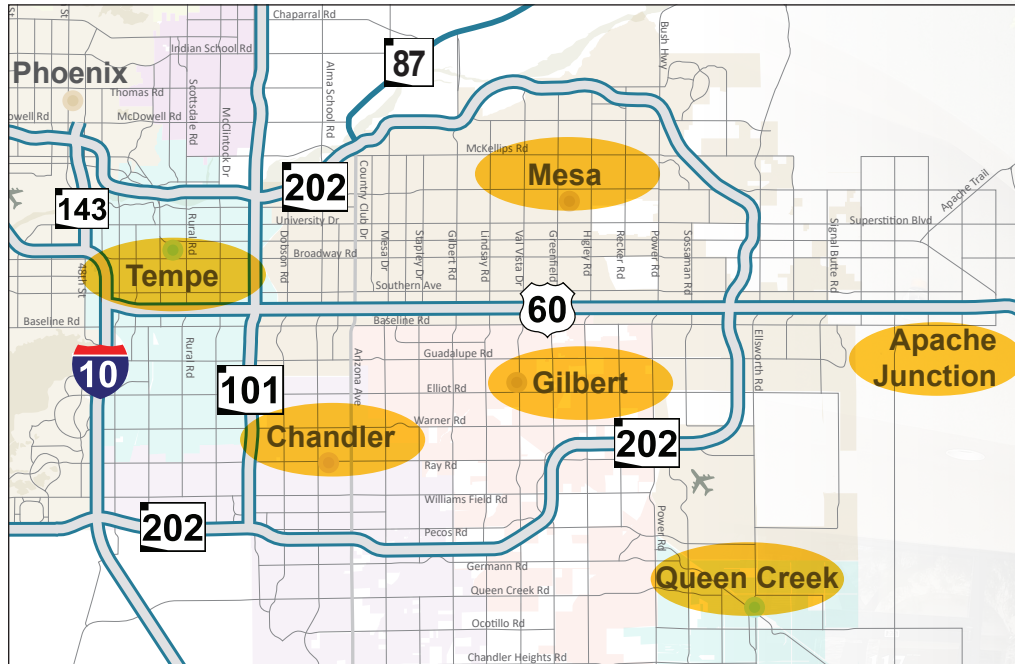 St
St
Chaparral Rd
Indian School Rd
87
Bush Hwy
Phoenix
Thomas Rd
Scottsdale Rd
Alma School Rd
owell Rd
McDowell Rd
McClintock Dr
McKellips Rd
Mesa
Country Club Dr
202
Apache Trail
143
University Dr
Superstition Blvd
Rural Rd
Broadway Rd
Dobson Rd
Mesa Dr
Stapley Dr
Gilbert Rd
Lindsay Rd
Val Vista Dr
Greenfield
Higley Rd
Recker Rd
Power Rd
Sossaman Rd
Signal Butte Rd
Tempe
48th St
Southern Ave
60
Baseline Rd
Baseline Rd
Rural Rd
Arizona Ave
Guadalupe Rd
Ellsworth Rd
Apache
Junction
10
101
Elliot Rd
Gilbert
Warner Rd
Chandler
202
Ray Rd
Williams Field Rd
202
Pecos Rd
Power Rd
Germann Rd
Queen Creek
Queen Creek Rd
Ocotillo Rd
Chandler Heights Rd